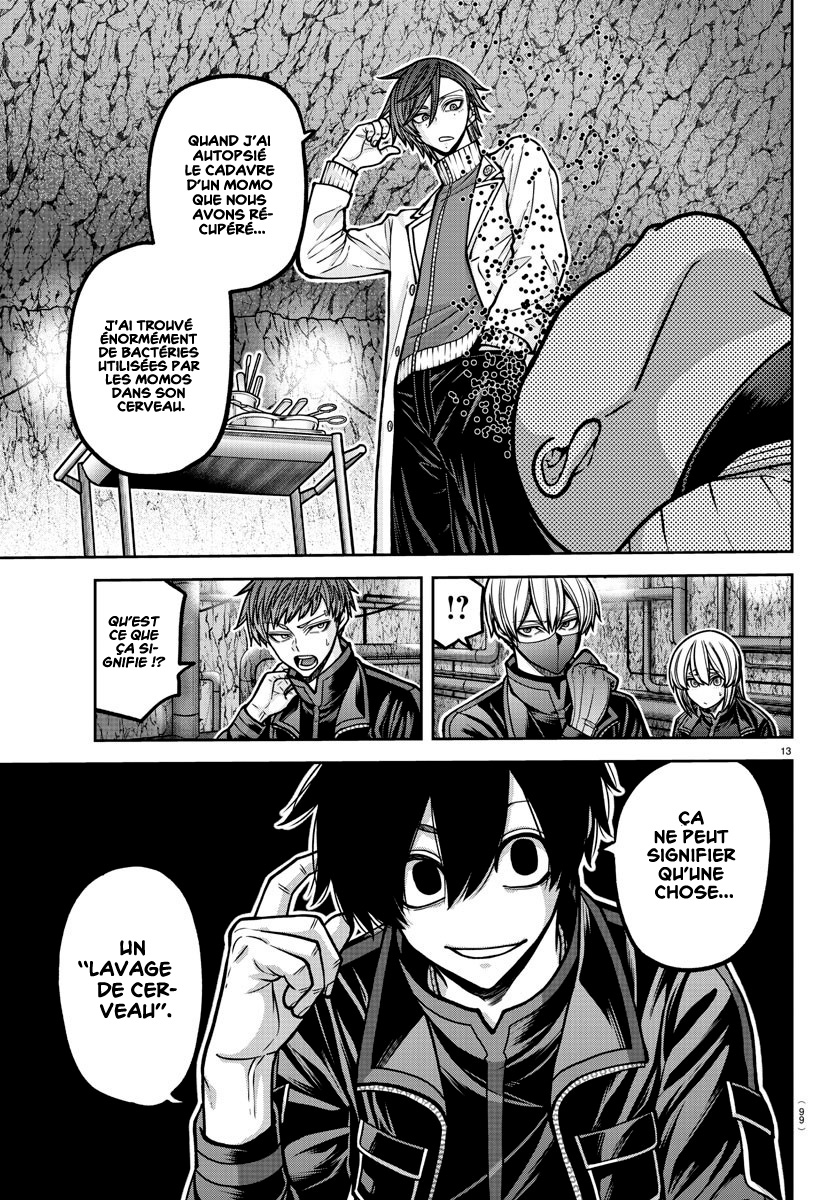 QUAND J'AI
AUTOPSIÉ
LE CADAVRE
D'UN MOMO
QUE NOUS
AVONS RÉ-
CUPÉRÉ...
J'AI TROUVÉ
ÉNORMÉMENT
DE BACTÉRIES
UTILISÉES PAR
LES MOMOS
DANS SON
CERVEAU.
!?
QU'EST
CE QUE
ÇA SI-
GNIFIE !?
13
ÇA
NE PEUT
SIGNIFIER
QU'UNE
CHOSE...
UN
"LAVAGE
DE CER-
VEAU".
(99)